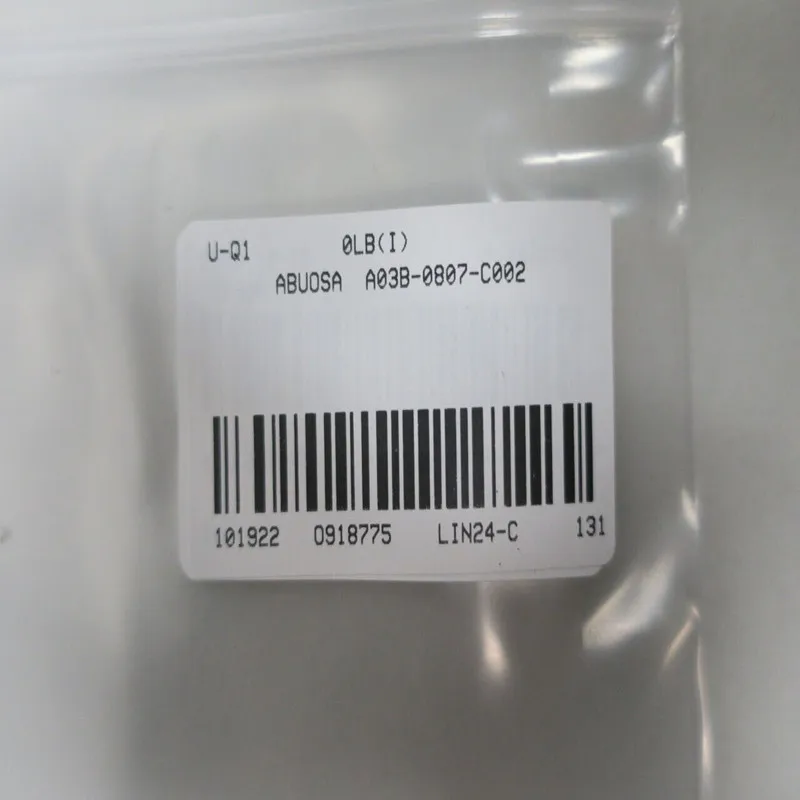 U-Q1 0LB(I)
ABUOSA A03B-0807-C002
101922 0918775 LIN24-C 131